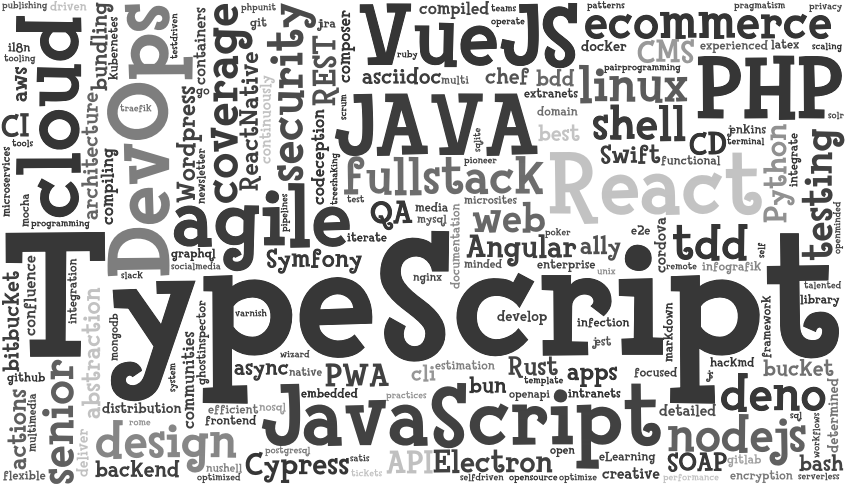 publishing
driven
cloud
bundling
kubernetes
DevOps
testdriven
containers
phpunit
git
coverage
jra
composer
VueJS
compiled
teams
operate
patterns
pragmatism
privacy
ecommerce
i18n
tooling
aws
traefik
go
security
REST
ruby
asciidoc
multi
chef
bdd
docker
CMS
experienced
latex
scaling
pairprogramming
extranets
linux
PHP
solr
CI
tools
microservices
architecture
compiling
Wordpress
newsletter
ReactNative
continuously
scrum
codeception
treeshaking
JAVA
sqlite
pioneer
domain
best
shell
Swift
functional
CD
jenkins
terminal
Python
integrate
testing
openminded
mocha
programming
agile
pipelines
fullstack
test
microsites
React
QA
media
mysql
iterate
documentation
web
poker
Angular
ally
e2e
cordova
tdd
self
graphql
socialmedia
Symfony
slack
minded
enterprise
unix
remote
infografik
talented
library
TypeScript
bitbucket
confluence
integration
nginx
varnish
develop
infection
jest
markdown
framework
mongodb
system
ghostinspector
communities
abstraction
wizard
async
native
PWA
cli
estimation
Rust
template
apps
focused
hacKmd
js
bucket
github
senior
actions
multimedia
distribution
efficient
nosql
frontend
embedded
practices
bun
openapi
intranets
detailed
deno
sql
determined
workflows
JavaScript
rome
design
deliver
flexible
backend
nushell
optimized
postgresql
Cypress
satis
tickets
API
Electron
open
selfdriven
opensource
optimize
eLearning
creative
nodejs
SOAP
gitlab
performance
encryption
bash
serverless